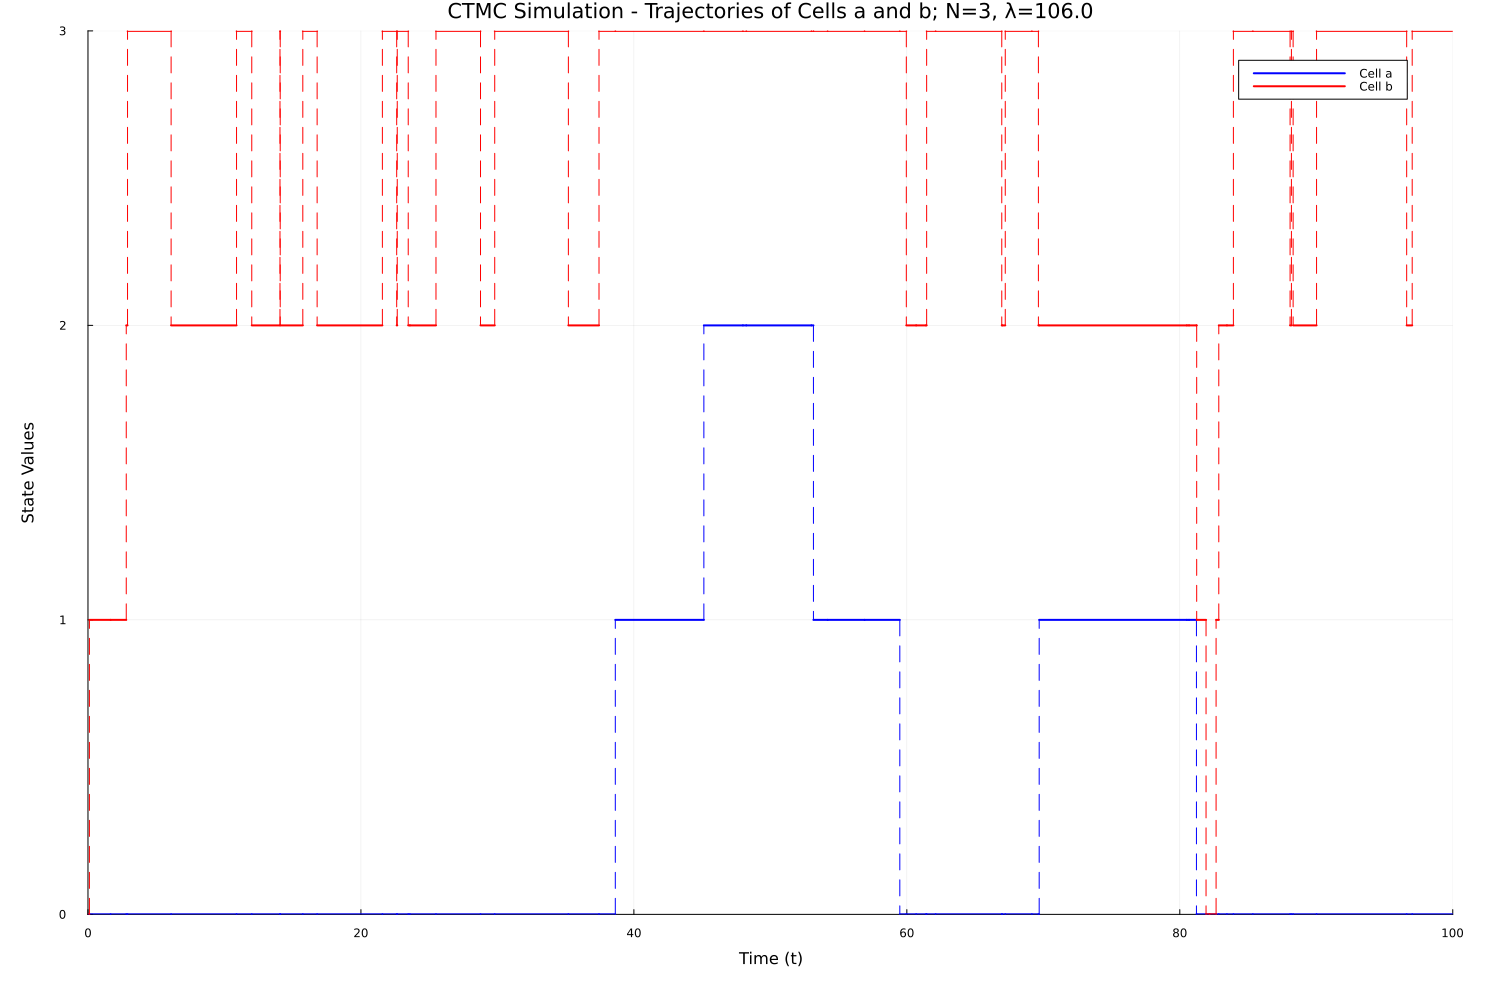 CTMC Simulation - Trajectories of Cells a and b; N=3, λ=106.0
3
Cell a
Cell b
2
State Values
1
0
0 20 40 60 80 100
Time (t)